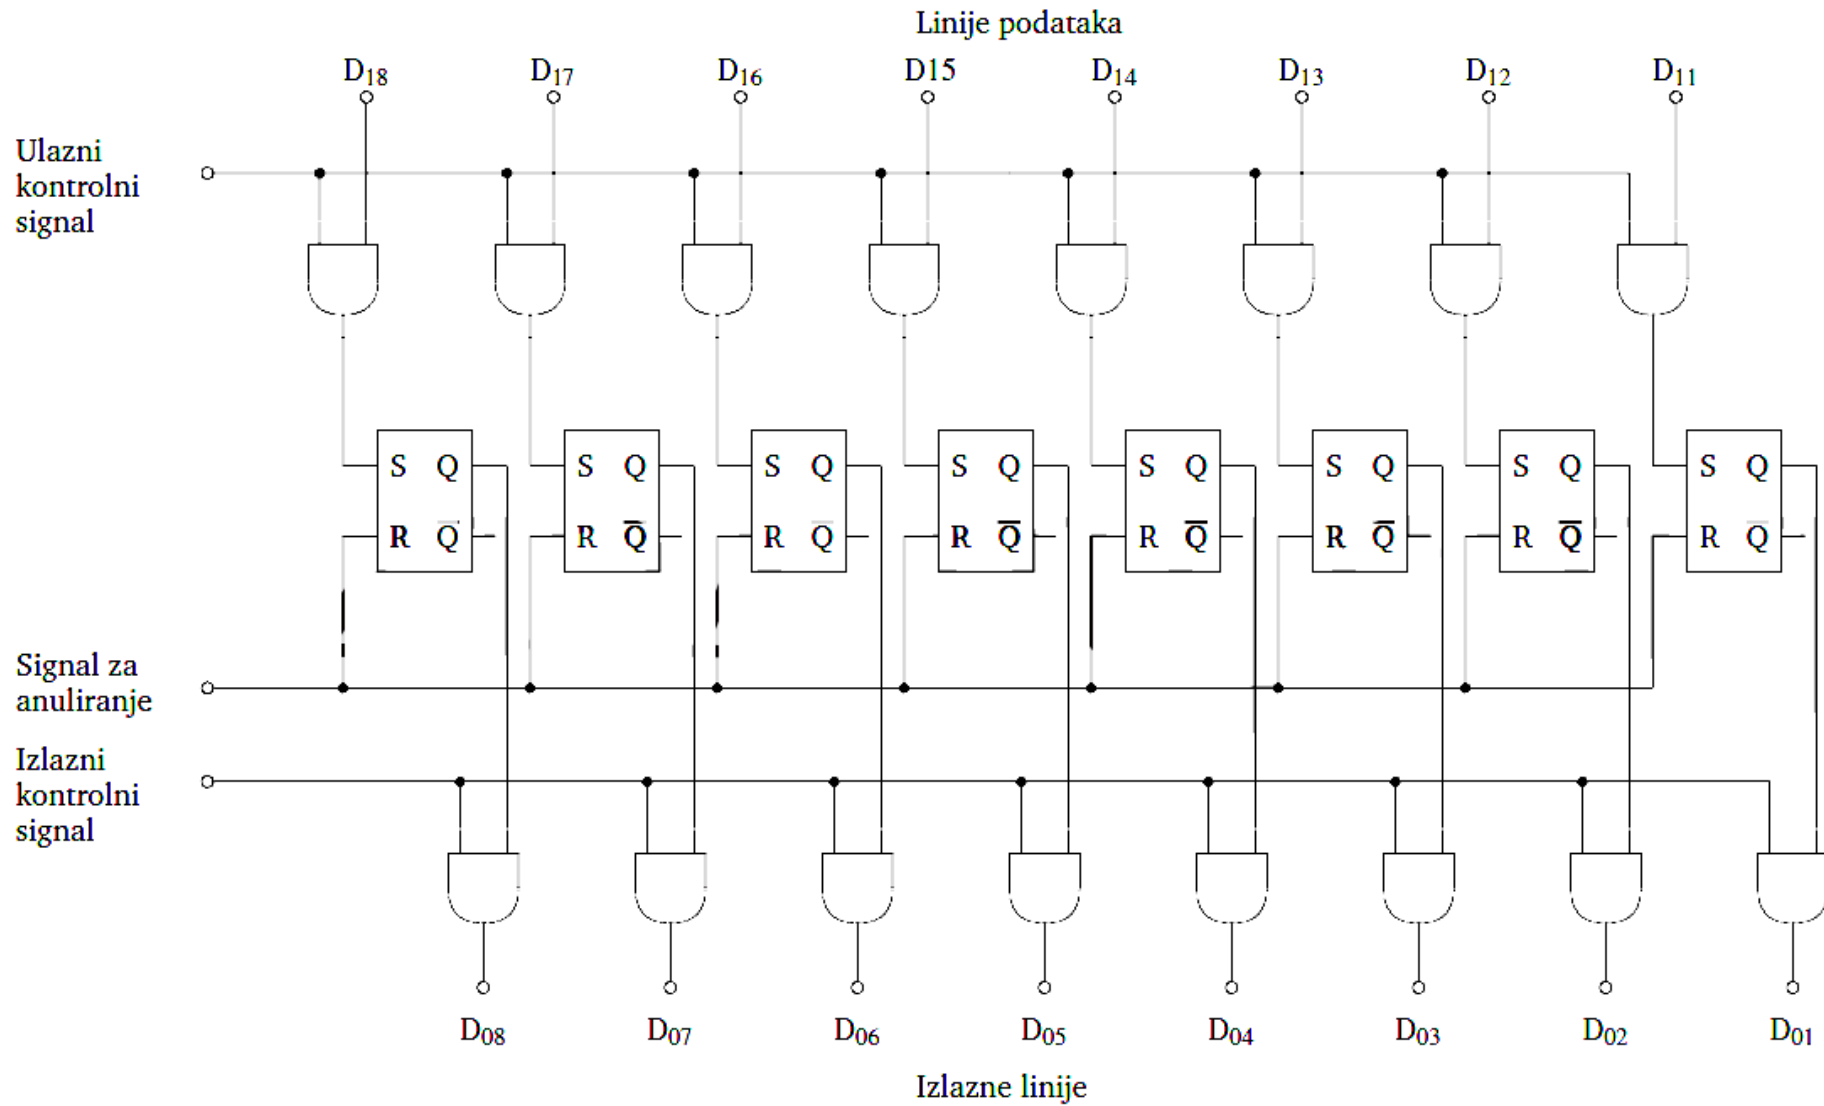 Linije podataka
D18 D17 D16 D15 D14 D13 D12 D11
Ulazni
kontrolni
signal
S Q S Q S Q S Q S Q S Q S Q S Q
R Q̅ R Q̅ R Q̅ R Q̅ R Q̅ R Q̅ R Q̅ R Q̅
Signal za
anuliranje
Izlazni
kontrolni
signal
D08 D07 D06 D05 D04 D03 D02 D01
Izlazne linije